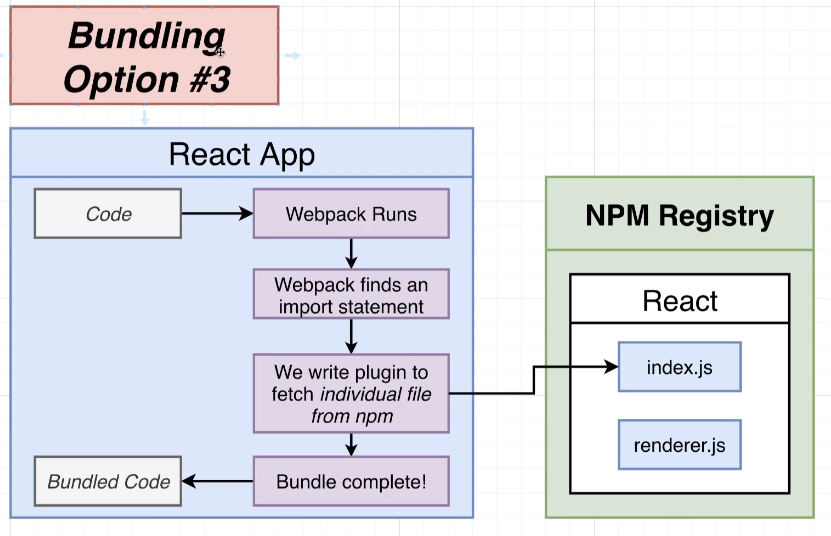 Bundling
Option #3
React App
Code
Webpack Runs
Webpack finds an
import statement
We write plugin to
fetch individual file
from npm
Bundle complete!
Bundled Code
NPM Registry
React
index.js
renderer.js